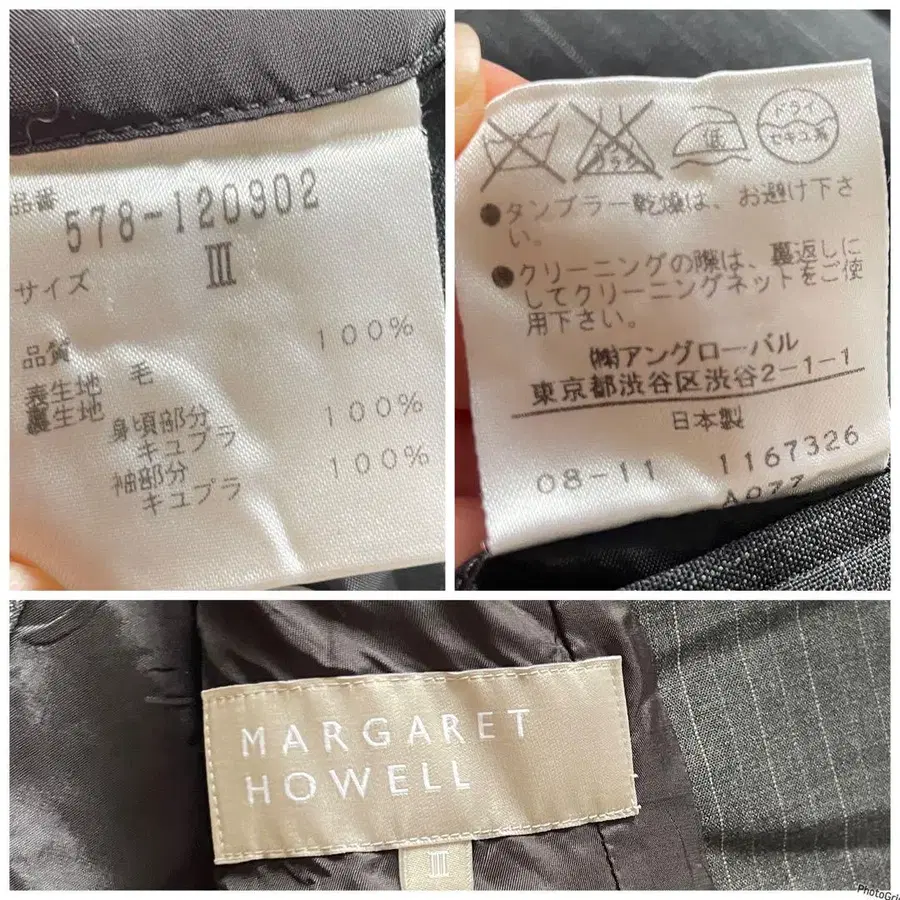 品番
578-120902
サイズ
III
品質
100%
表生地 毛
裏生地
身頃部分
キュプラ
100%
袖部分
キュプラ
100%
低
ドライ
セキユ系
●タンブラー乾燥は、お避け下さ
い。
●クリーニングの際は、裏返しに
してクリーニングネットをご使
用下さい。
㈱アングローバル
東京都渋谷区渋谷2-1-1
日本製
08-11 1167326
A077
MARGARET
HOWELL
III